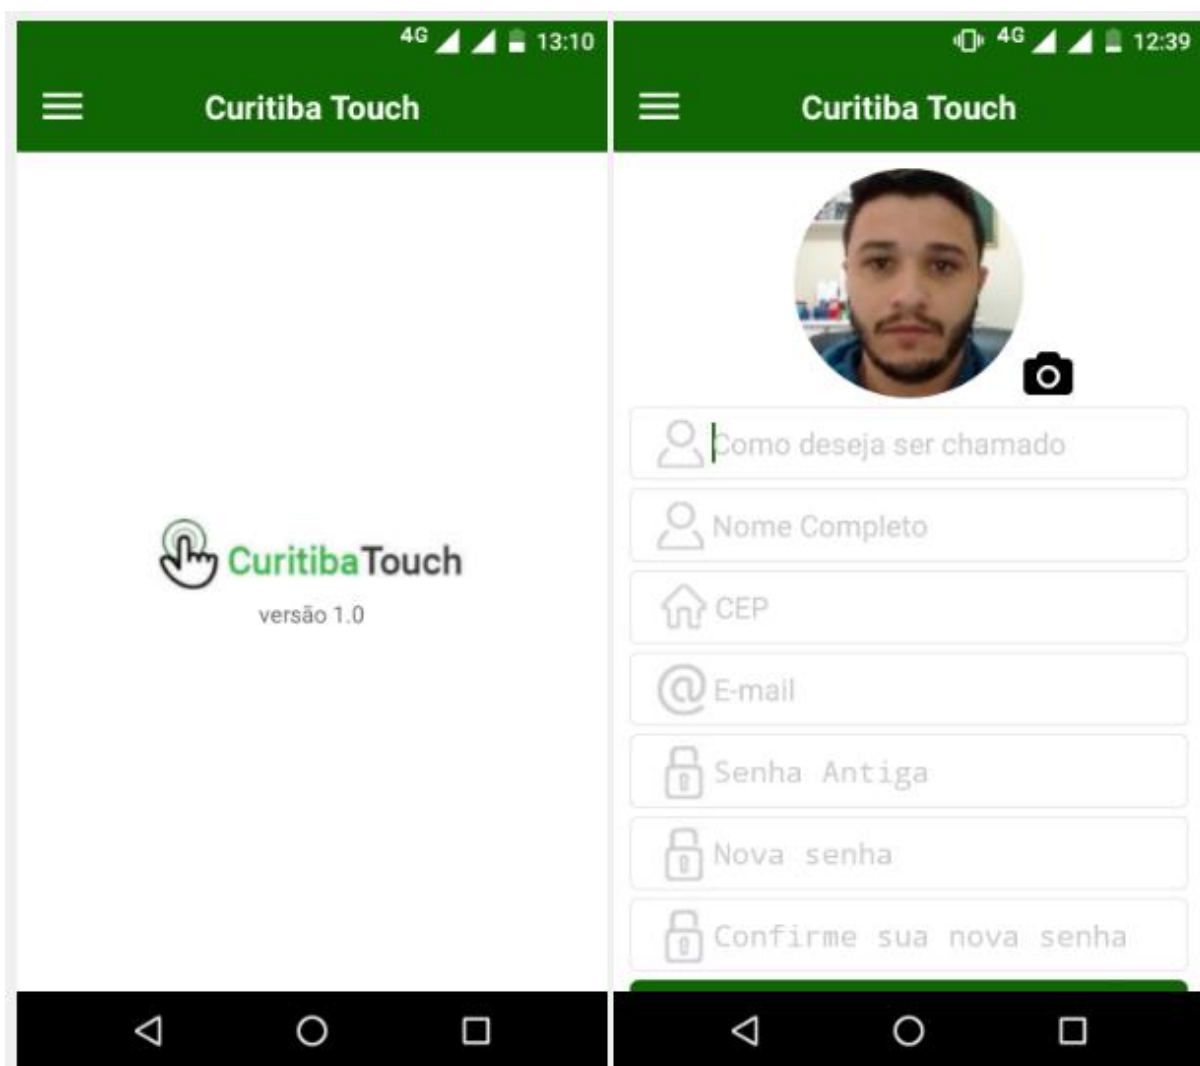 4G 13:10
Curitiba Touch
CuritibaTouch
versão 1.0
4G 12:39
Curitiba Touch
Como deseja ser chamado
Nome Completo
CEP
@ E-mail
Senha Antiga
Nova senha
Confirme sua nova senha